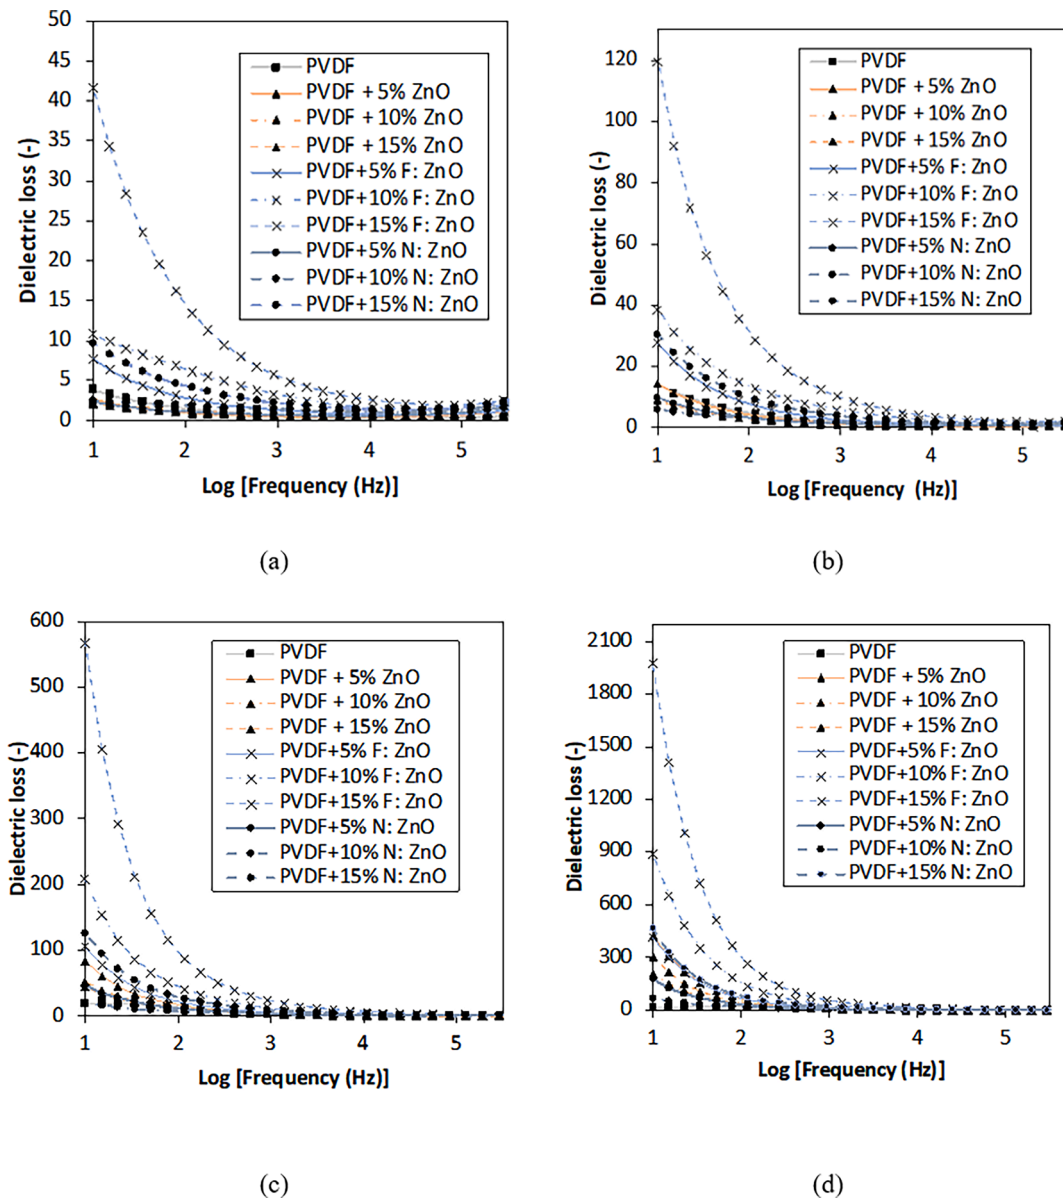 50
45
40
35
30
25
20
15
10
5
0
Dielectric loss (-)
PVDF
PVDF + 5% ZnO
PVDF + 10% ZnO
PVDF + 15% ZnO
PVDF+5% F: ZnO
PVDF+10% F: ZnO
PVDF+15% F: ZnO
PVDF+5% N: ZnO
PVDF+10% N: ZnO
PVDF+15% N: ZnO
1 2 3 4 5
Log [Frequency (Hz)]
(a)
120
100
80
60
40
20
0
Dielectric loss (-)
PVDF
PVDF + 5% ZnO
PVDF + 10% ZnO
PVDF + 15% ZnO
PVDF+5% F: ZnO
PVDF+10% F: ZnO
PVDF+15% F: ZnO
PVDF+5% N: ZnO
PVDF+10% N: ZnO
PVDF+15% N: ZnO
1 2 3 4 5
Log [Frequency (Hz)]
(b)
600
500
400
300
200
100
0
Dielectric loss (-)
PVDF
PVDF + 5% ZnO
PVDF + 10% ZnO
PVDF + 15% ZnO
PVDF+5% F: ZnO
PVDF+10% F: ZnO
PVDF+15% F: ZnO
PVDF+5% N: ZnO
PVDF+10% N: ZnO
PVDF+15% N: ZnO
1 2 3 4 5
Log [Frequency (Hz)]
(c)
2100
1800
1500
1200
900
600
300
0
Dielectric loss (-)
PVDF
PVDF + 5% ZnO
PVDF + 10% ZnO
PVDF + 15% ZnO
PVDF+5% F: ZnO
PVDF+10% F: ZnO
PVDF+15% F: ZnO
PVDF+5% N: ZnO
PVDF+10% N: ZnO
PVDF+15% N: ZnO
1 2 3 4 5
Log [Frequency (Hz)]
(d)